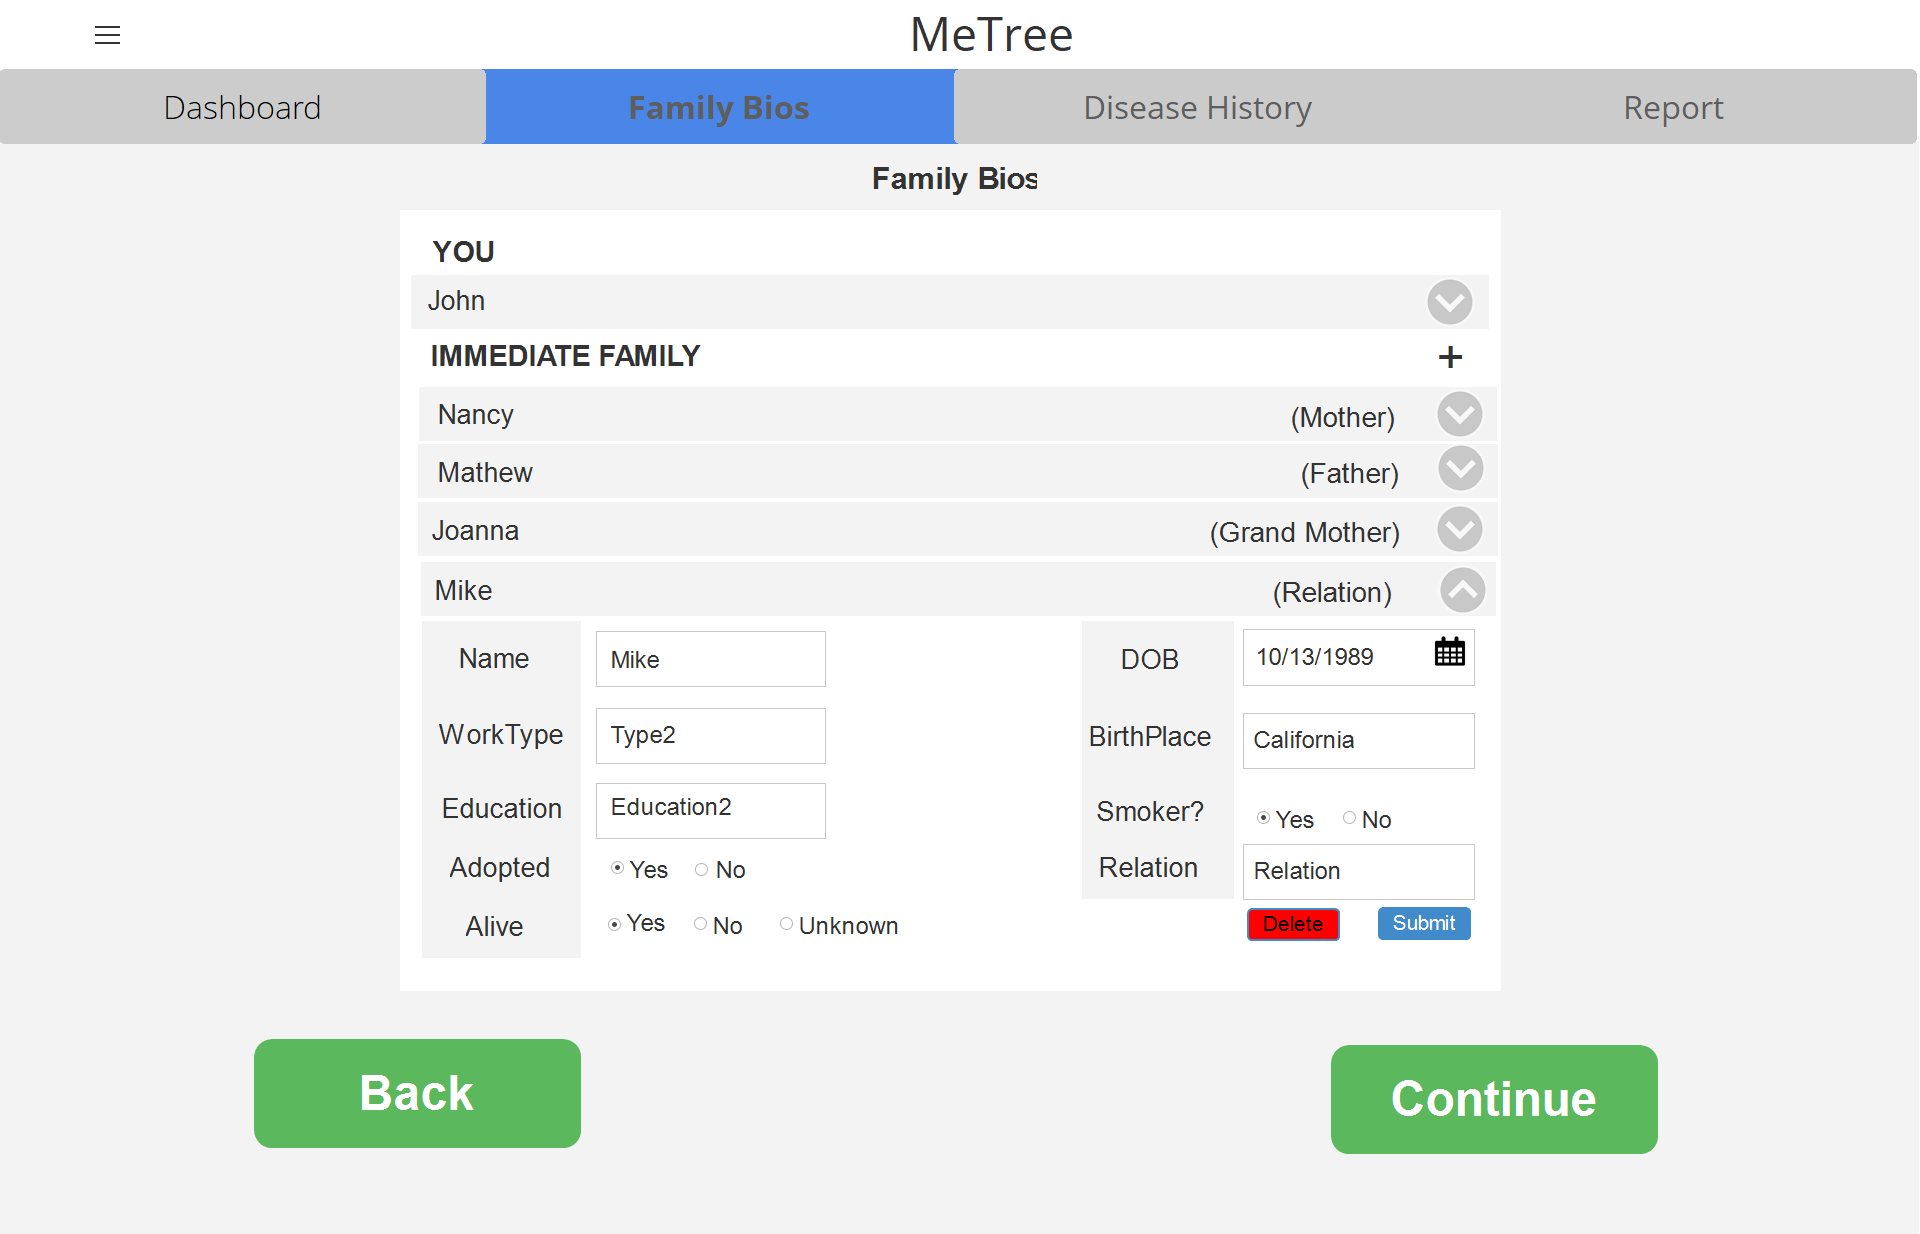 MeTree
Dashboard Family Bios Disease History Report
Family Bios
YOU
John
IMMEDIATE FAMILY +
Nancy (Mother)
Mathew (Father)
Joanna (Grand Mother)
Mike (Relation)
Name Mike DOB 10/13/1989
WorkType Type2 BirthPlace California
Education Education2 Smoker? Yes No
Adopted Yes No Relation Relation
Alive Yes No Unknown Delete Submit
Back Continue